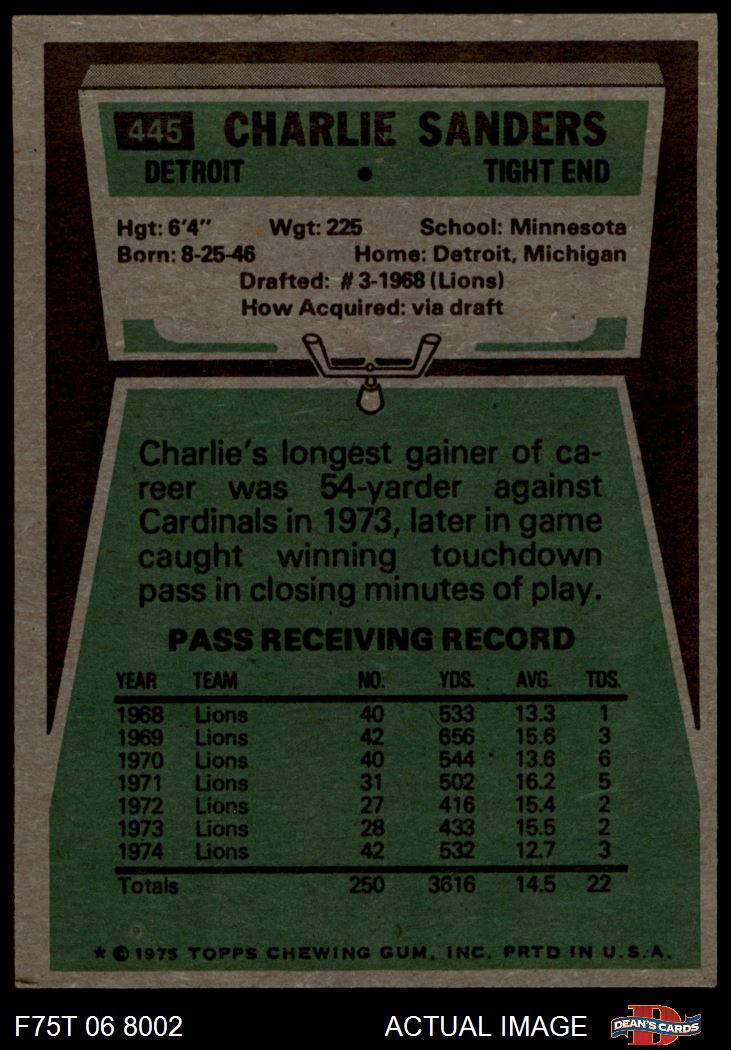 445 CHARLIE SANDERS
DETROIT • TIGHT END
Hgt: 6'4" Wgt: 225 School: Minnesota
Born: 8-25-46 Home: Detroit, Michigan
Drafted: #3-1968 (Lions)
How Acquired: via draft
Charlie's longest gainer of ca-
reer was 54-yarder against
Cardinals in 1973, later in game
caught winning touchdown
pass in closing minutes of play.
PASS RECEIVING RECORD
YEAR TEAM NO. YDS. AVG. TDS.
1968 Lions 40 533 13.3 1
1969 Lions 42 656 15.6 3
1970 Lions 40 544 13.6 6
1971 Lions 31 502 16.2 5
1972 Lions 27 416 15.4 2
1973 Lions 28 433 15.5 2
1974 Lions 42 532 12.7 3
Totals 250 3616 14.5 22
* © 1975 TOPPS CHEWING GUM, INC. PRTD IN U.S.A.
F75T 06 8002 ACTUAL IMAGE D DEAN'S CARDS